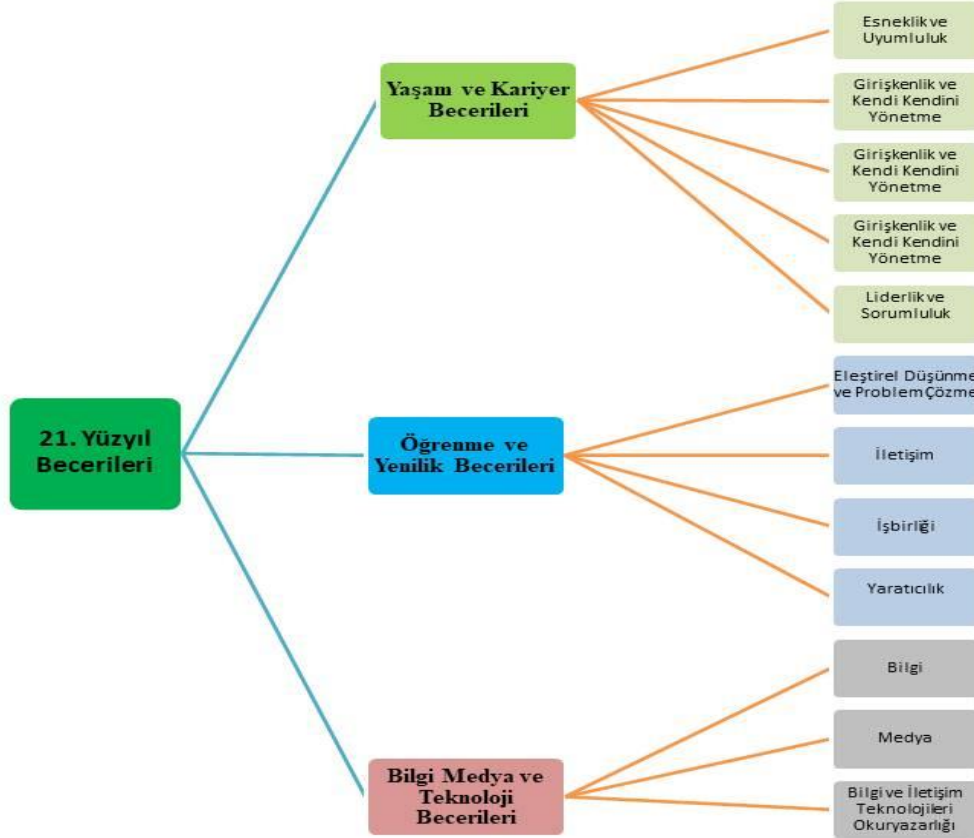 21. Yüzyıl
Becerileri
Yaşam ve Kariyer
Becerileri
Esneklik ve
Uyumluluk
Girişkenlik ve
Kendi Kendini
Yönetme
Girişkenlik ve
Kendi Kendini
Yönetme
Girişkenlik ve
Kendi Kendini
Yönetme
Liderlik ve
Sorumluluk
Öğrenme ve
Yenilik Becerileri
Eleştirel Düşünme
ve Problem Çözme
İletişim
İşbirliği
Yaratıcılık
Bilgi Medya ve
Teknoloji
Becerileri
Bilgi
Medya
Bilgi ve İletişim
Teknolojileri
Okuryazarlığı